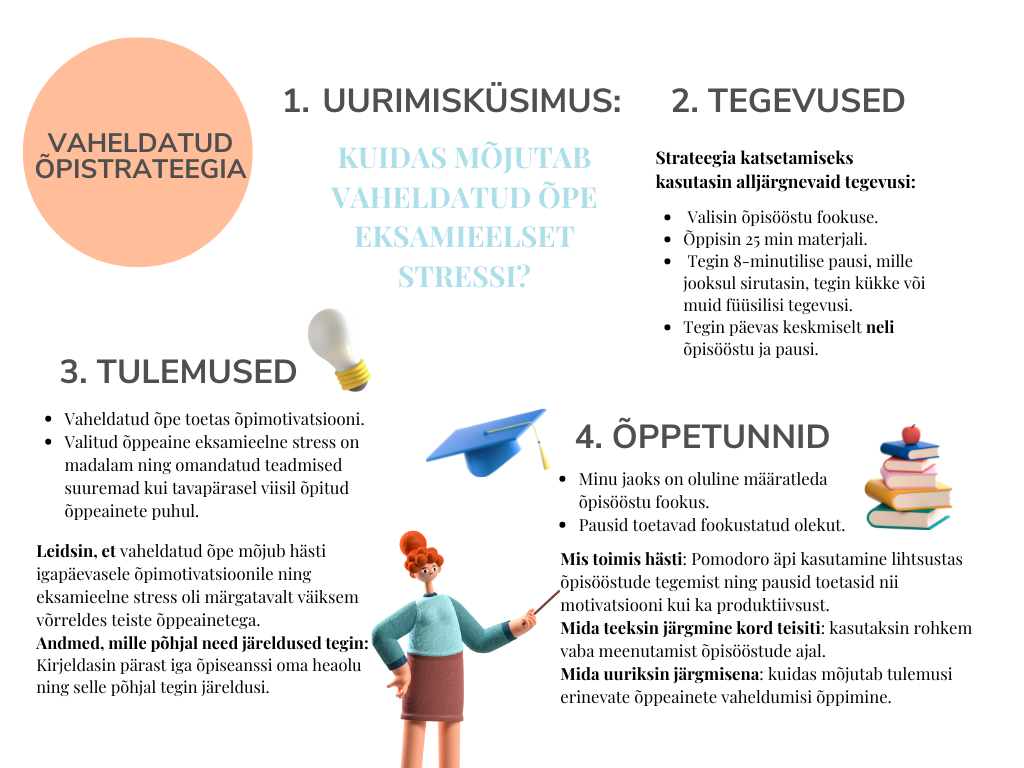 VAHELDATUD
ÕPISTRATEEGIA
1. UURIMISKÜSIMUS:
KUIDAS MÕJUTAB
VAHELDATUD ÕPE
EKSAMIEELSET
STRESSI?
2. TEGEVUSED
Strateegia katsetamiseks
kasutasin alljärgnevaid tegevusi:
• Valisin õpisööstu fookuse.
• Õppisin 25 min materjali.
• Tegin 8-minutilise pausi, mille
jooksul sirutasin, tegin kükke või
muid füüsilisi tegevusi.
• Tegin päevas keskmiselt neli
õpisööstu ja pausi.
3. TULEMUSED
• Vaheldatud õpe toetas õpimotivatsiooni.
• Valitud õppeaine eksamieelne stress on
madalam ning omandatud teadmised
suuremad kui tavapärasel viisil õpitud
õppeainete puhul.
Leidsin, et vaheldatud õpe mõjub hästi
igapäevasele õpimotivatsioonile ning
eksamieelne stress oli märgatavalt väiksem
võrreldes teiste õppeainetega.
Andmed, mille põhjal need järeldused tegin:
Kirjeldasin pärast iga õpiseanssi oma heaolu
ning selle põhjal tegin järeldusi.
4. ÕPPETUNNID
• Minu jaoks on oluline määratleda
õpisööstu fookus.
• Pausid toetavad fookustatud olekut.
Mis toimis hästi: Pomodoro äpi kasutamine lihtsustas
õpisööstude tegemist ning pausid toetasid nii
motivatsiooni kui ka produktiivsust.
Mida teeksin järgmine kord teisiti: kasutaksin rohkem
vaba meenutamist õpisööstude ajal.
Mida uuriksin järgmisena: kuidas mõjutab tulemusi
erinevate õppeainete vaheldumisi õppimine.